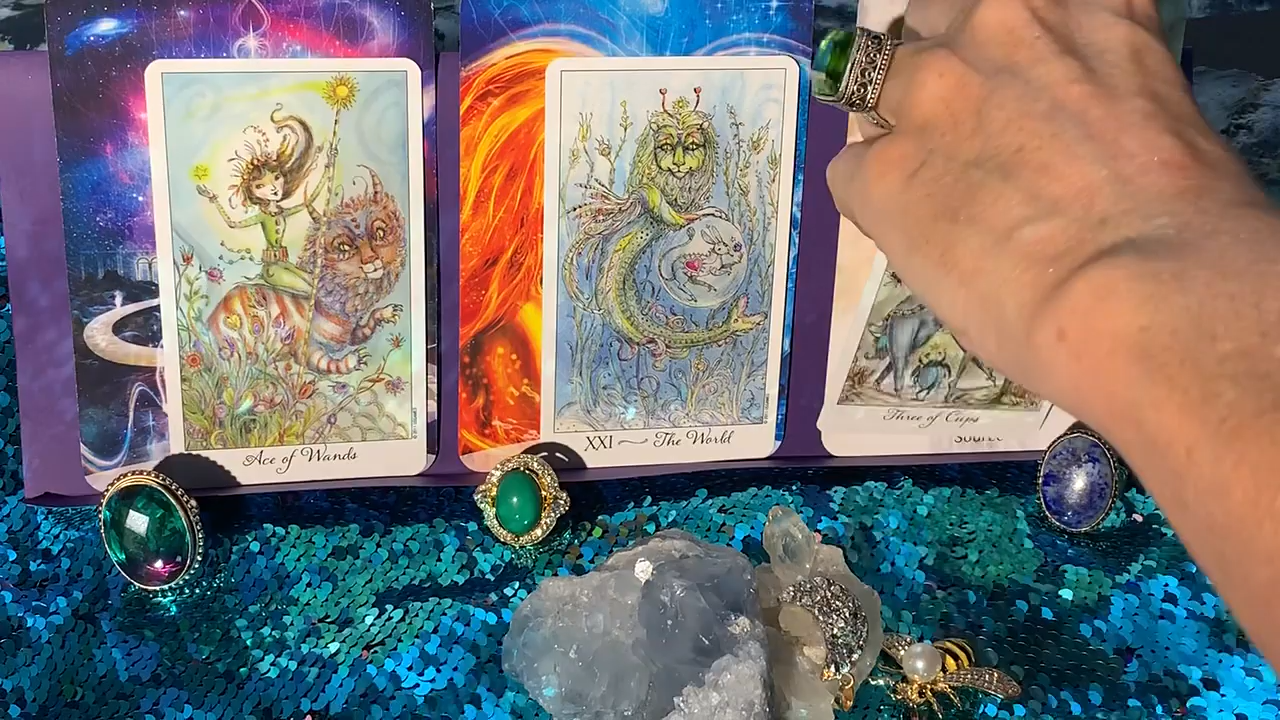 Ace of Wands
XXI — The World
Three of Cups